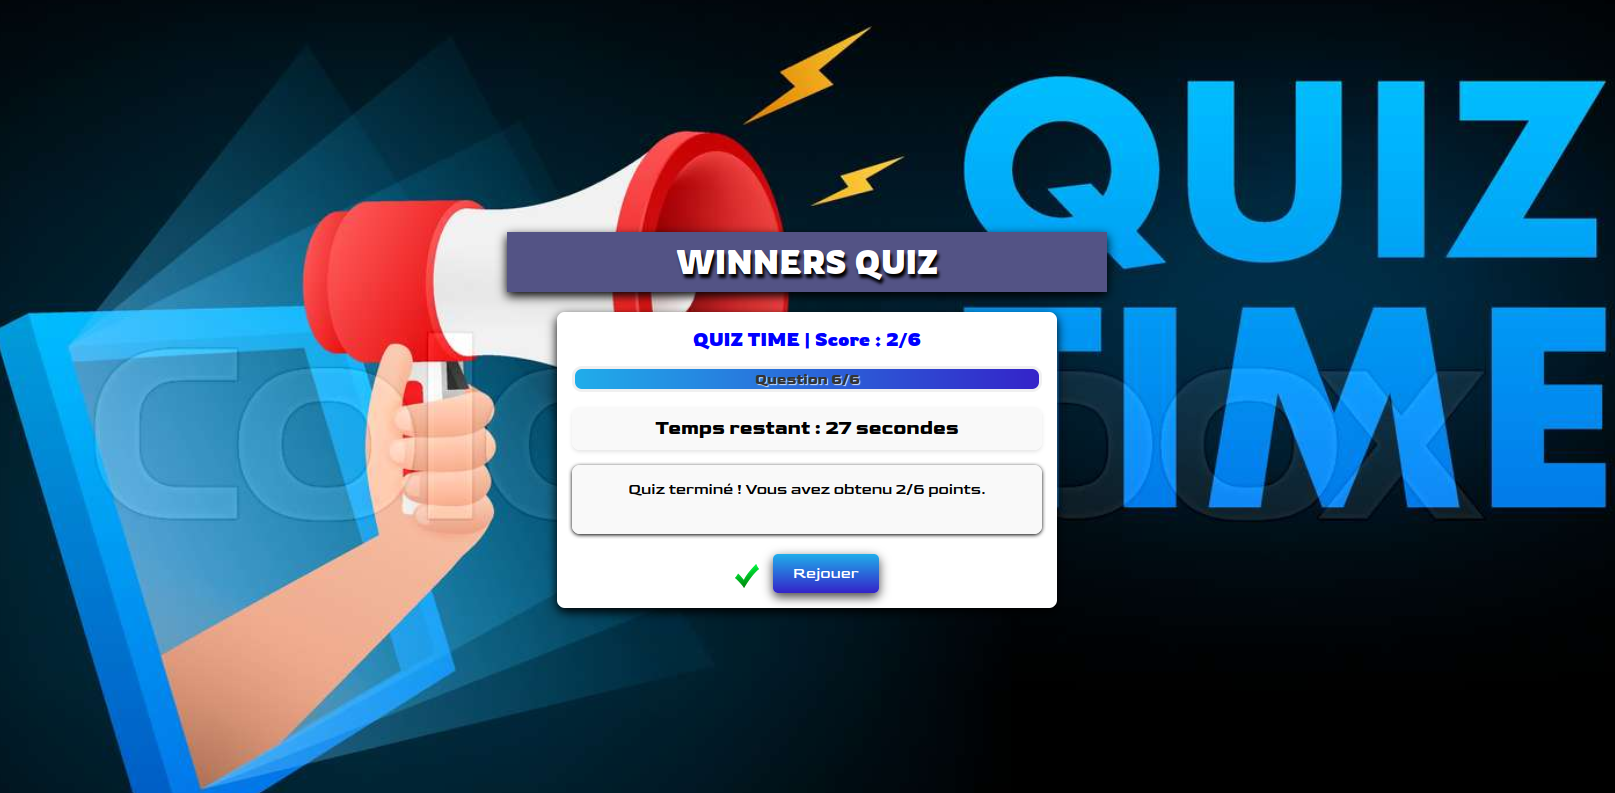 QUIZ
TIME
WINNERS QUIZ
QUIZ TIME | Score : 2/6
Question 6/6
Temps restant : 27 secondes
Quiz terminé ! Vous avez obtenu 2/6 points.
Rejouer